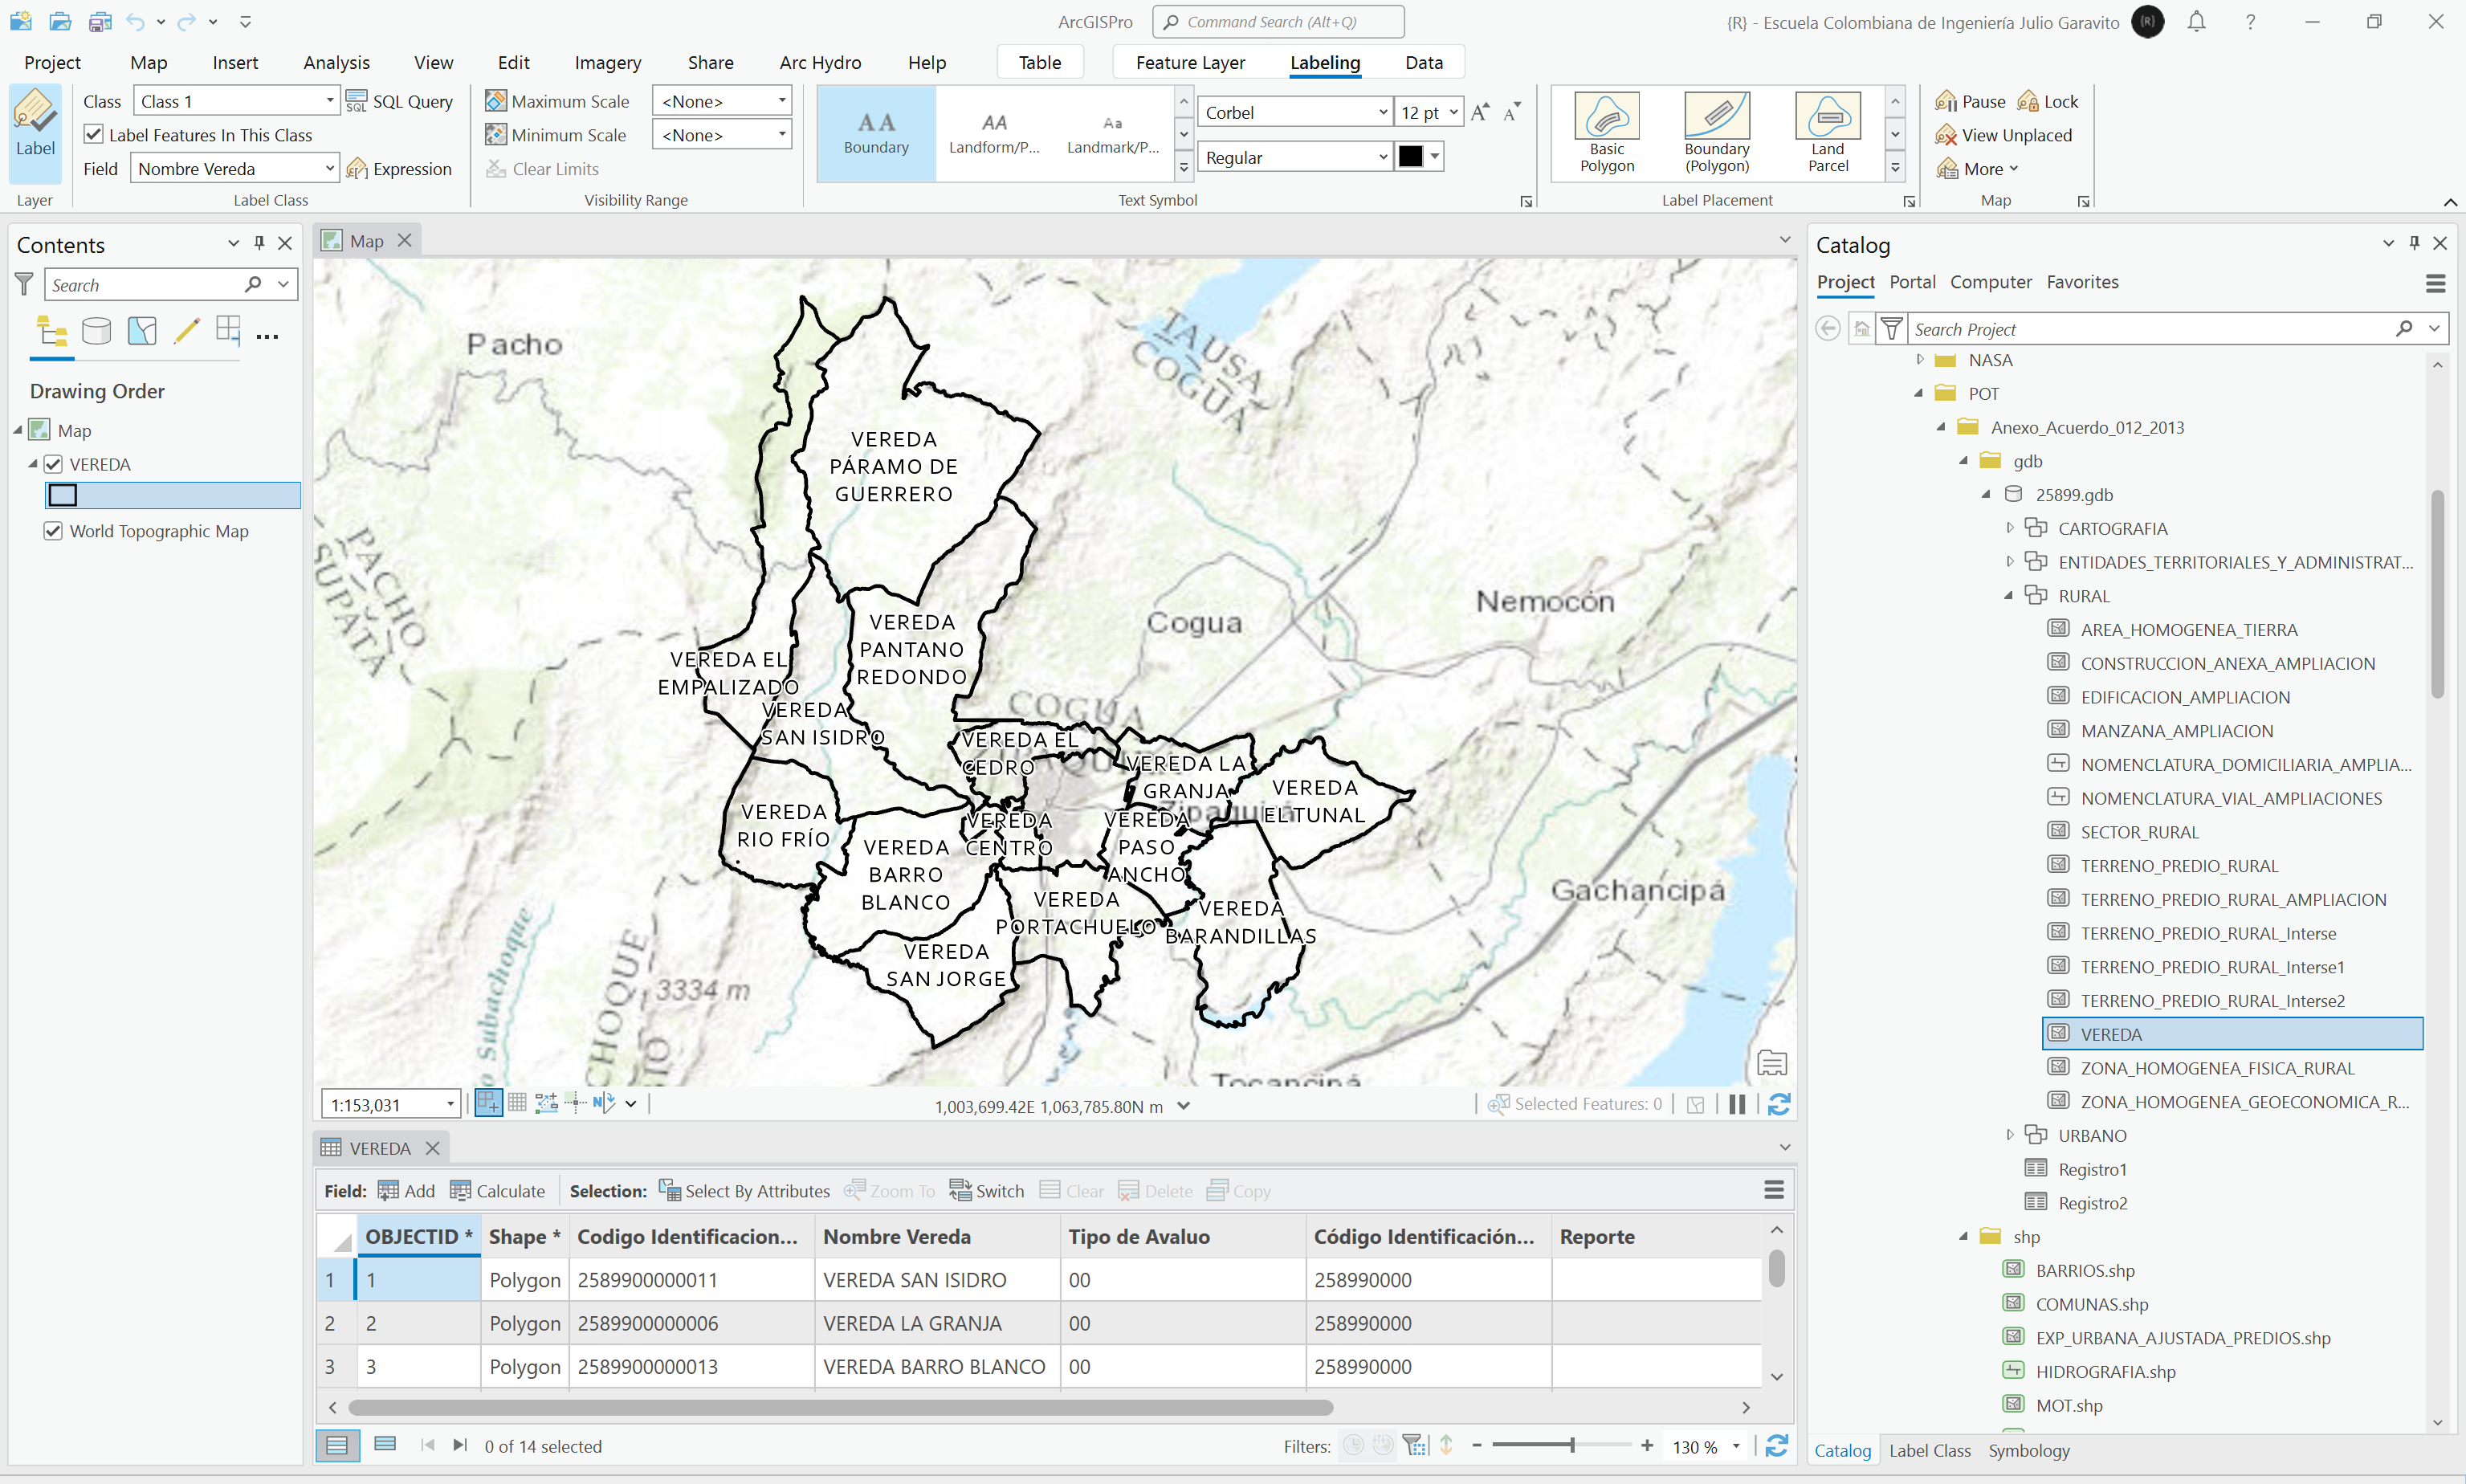 ArcGISPro
Command Search (Alt+Q)
{R} - Escuela Colombiana de Ingeniería Julio Garavito
{R}
Project Map Insert Analysis View Edit Imagery Share Arc Hydro Help Table Feature Layer Labeling Data
Label
Layer
Class Class 1 SQL Query
Label Features In This Class
Field Nombre Vereda Expression
Label Class
Maximum Scale <None>
Minimum Scale <None>
Clear Limits
Visibility Range
AA Boundary
AA Landform/P...
Aa Landmark/P...
Corbel 12 pt
Regular
Text Symbol
Basic Polygon
Boundary (Polygon)
Land Parcel
Label Placement
Pause Lock
View Unplaced
More
Map
Contents
Search
Drawing Order
Map
VEREDA
World Topographic Map
Map
Pacho
TAUSA
COGUA
PACHO
SUPATÁ
VEREDA
PÁRAMO DE
GUERRERO
Nemocón
Cogua
VEREDA
PANTANO
REDONDO
VEREDA EL
EMPALIZADO
COGUA
VEREDA
SAN ISIDRO
VEREDA EL
CEDRO
VEREDA LA
GRANJA
VEREDA
EL TUNAL
Zipaquirá
VEREDA
RIO FRÍO
VEREDA
CENTRO
VEREDA
PASO
ANCHO
VEREDA
BARRO
BLANCO
Gachancipá
VEREDA
PORTACHUELO
VEREDA
BARANDILLAS
VEREDA
SAN JORGE
3334 m
Subachoque
CHOQUE
Tocancipá
1:153,031
1,003,699.42E 1,063,785.80N m
Selected Features: 0
VEREDA
Field: Add Calculate Selection: Select By Attributes Zoom To Switch Clear Delete Copy
OBJECTID * Shape * Codigo Identificacion... Nombre Vereda Tipo de Avaluo Código Identificación... Reporte
1 1 Polygon 2589900000011 VEREDA SAN ISIDRO 00 258990000
2 2 Polygon 2589900000006 VEREDA LA GRANJA 00 258990000
3 3 Polygon 2589900000013 VEREDA BARRO BLANCO 00 258990000
0 of 14 selected
Filters:
130 %
Catalog
Project Portal Computer Favorites
Search Project
NASA
POT
Anexo_Acuerdo_012_2013
gdb
25899.gdb
CARTOGRAFIA
ENTIDADES_TERRITORIALES_Y_ADMINISTRAT...
RURAL
AREA_HOMOGENEA_TIERRA
CONSTRUCCION_ANEXA_AMPLIACION
EDIFICACION_AMPLIACION
MANZANA_AMPLIACION
NOMENCLATURA_DOMICILIARIA_AMPLIA...
NOMENCLATURA_VIAL_AMPLIACIONES
SECTOR_RURAL
TERRENO_PREDIO_RURAL
TERRENO_PREDIO_RURAL_AMPLIACION
TERRENO_PREDIO_RURAL_Interse
TERRENO_PREDIO_RURAL_Interse1
TERRENO_PREDIO_RURAL_Interse2
VEREDA
ZONA_HOMOGENEA_FISICA_RURAL
ZONA_HOMOGENEA_GEOECONOMICA_R...
URBANO
Registro1
Registro2
shp
BARRIOS.shp
COMUNAS.shp
EXP_URBANA_AJUSTADA_PREDIOS.shp
HIDROGRAFIA.shp
MOT.shp
Catalog Label Class Symbology